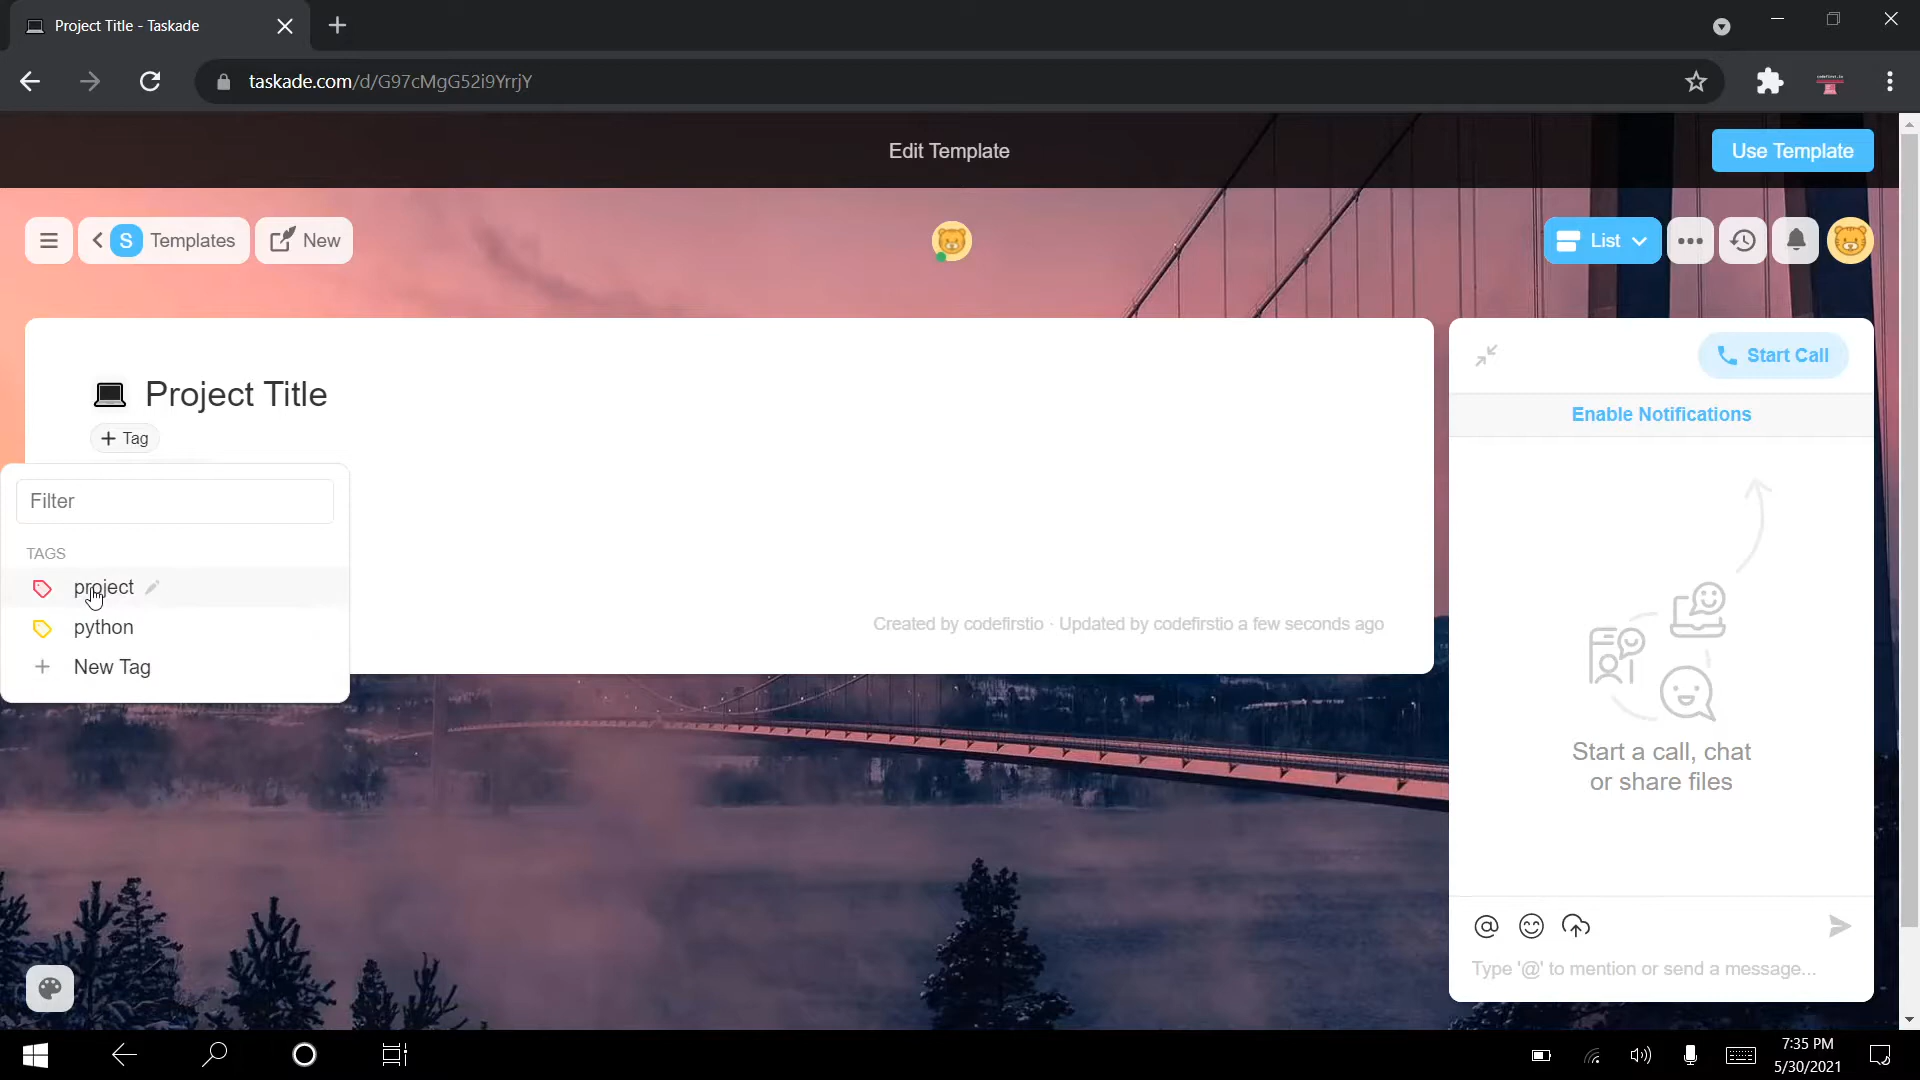 Project Title - Taskade
taskade.com/d/G97cMgG52i9YrrjY
Edit Template
Use Template
S Templates
New
List
Project Title
+ Tag
Start Call
Enable Notifications
Filter
TAGS
project
python
+ New Tag
Created by codefirstio · Updated by codefirstio a few seconds ago
Start a call, chat
or share files
Type '@' to mention or send a message...
7:35 PM
5/30/2021